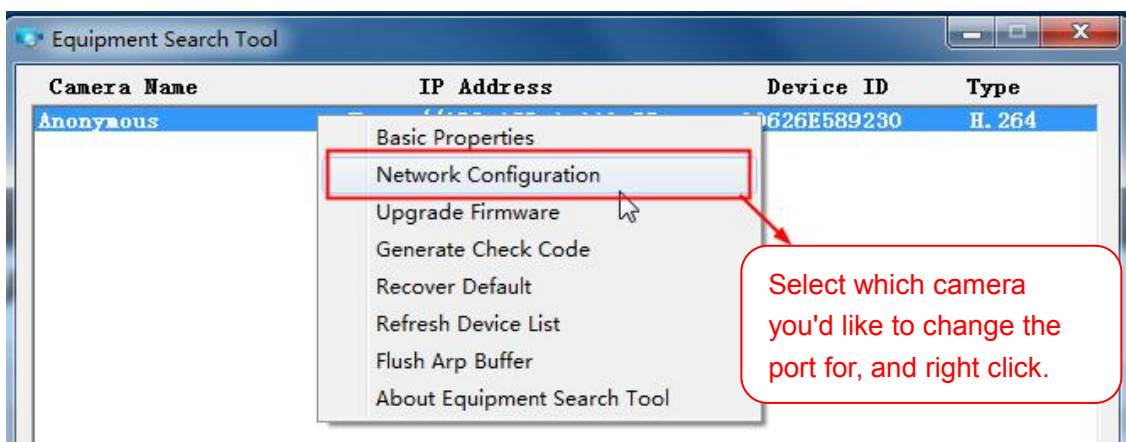 Equipment Search Tool
Camera Name IP Address Device ID Type
Anonymous 626E589230 H.264
Basic Properties
Network Configuration
Upgrade Firmware
Generate Check Code
Recover Default
Refresh Device List
Flush Arp Buffer
About Equipment Search Tool
Select which camera
you'd like to change the
port for, and right click.